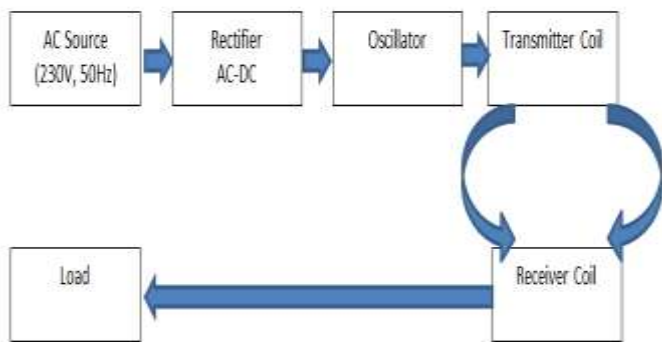 AC Source
(230V, 50Hz)
Rectifier
AC-DC
Oscillator
Transmitter Coil
Load
Receiver Coil